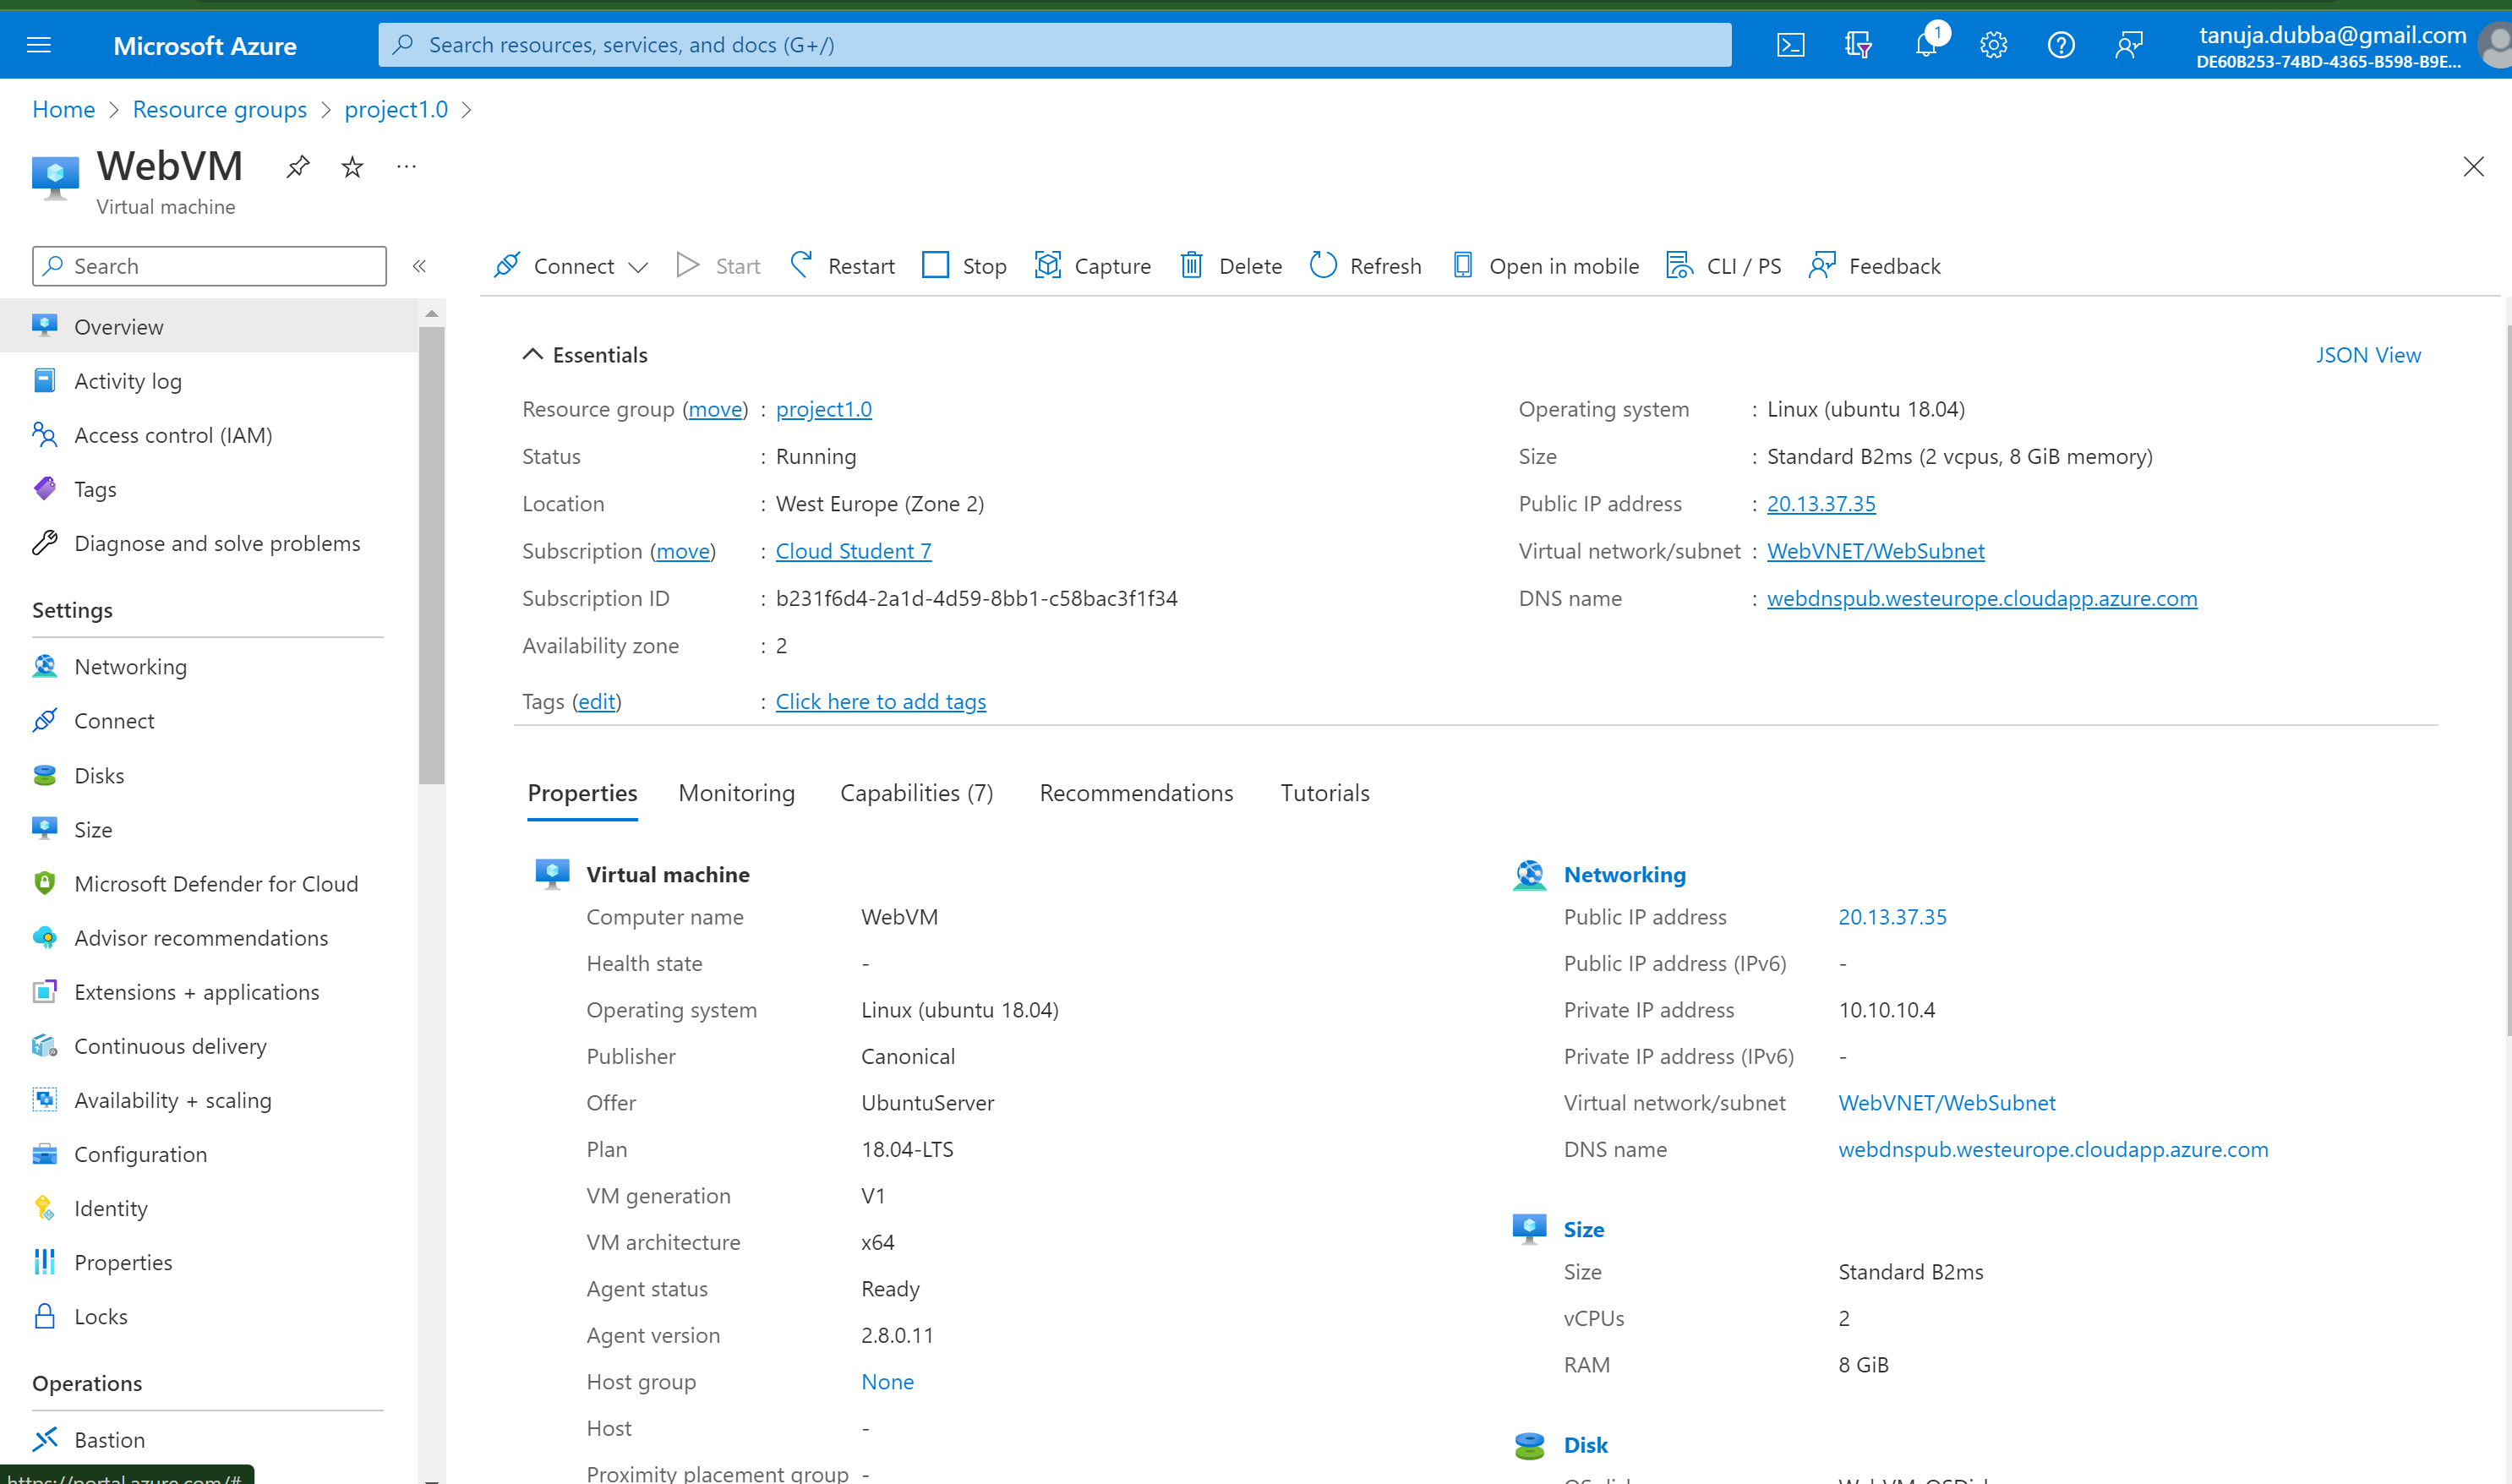 Microsoft Azure
Search resources, services, and docs (G+/)
1
tanuja.dubba@gmail.com
DE60B253-74BD-4365-B598-B9E...
Home > Resource groups > project1.0 >
WebVM
Virtual machine
Search
Connect
Start
Restart
Stop
Capture
Delete
Refresh
Open in mobile
CLI / PS
Feedback
Overview
Activity log
Access control (IAM)
Tags
Diagnose and solve problems
Settings
Networking
Connect
Disks
Size
Microsoft Defender for Cloud
Advisor recommendations
Extensions + applications
Continuous delivery
Availability + scaling
Configuration
Identity
Properties
Locks
Operations
Bastion
https://portal.azure.com/#
Essentials
JSON View
Resource group (move) : project1.0
Status : Running
Location : West Europe (Zone 2)
Subscription (move) : Cloud Student 7
Subscription ID : b231f6d4-2a1d-4d59-8bb1-c58bac3f1f34
Availability zone : 2
Tags (edit) : Click here to add tags
Operating system : Linux (ubuntu 18.04)
Size : Standard B2ms (2 vcpus, 8 GiB memory)
Public IP address : 20.13.37.35
Virtual network/subnet : WebVNET/WebSubnet
DNS name : webdnspub.westeurope.cloudapp.azure.com
Properties
Monitoring
Capabilities (7)
Recommendations
Tutorials
Virtual machine
Computer name WebVM
Health state -
Operating system Linux (ubuntu 18.04)
Publisher Canonical
Offer UbuntuServer
Plan 18.04-LTS
VM generation V1
VM architecture x64
Agent status Ready
Agent version 2.8.0.11
Host group None
Host -
Proximity placement group -
Networking
Public IP address 20.13.37.35
Public IP address (IPv6) -
Private IP address 10.10.10.4
Private IP address (IPv6) -
Virtual network/subnet WebVNET/WebSubnet
DNS name webdnspub.westeurope.cloudapp.azure.com
Size
Size Standard B2ms
vCPUs 2
RAM 8 GiB
Disk